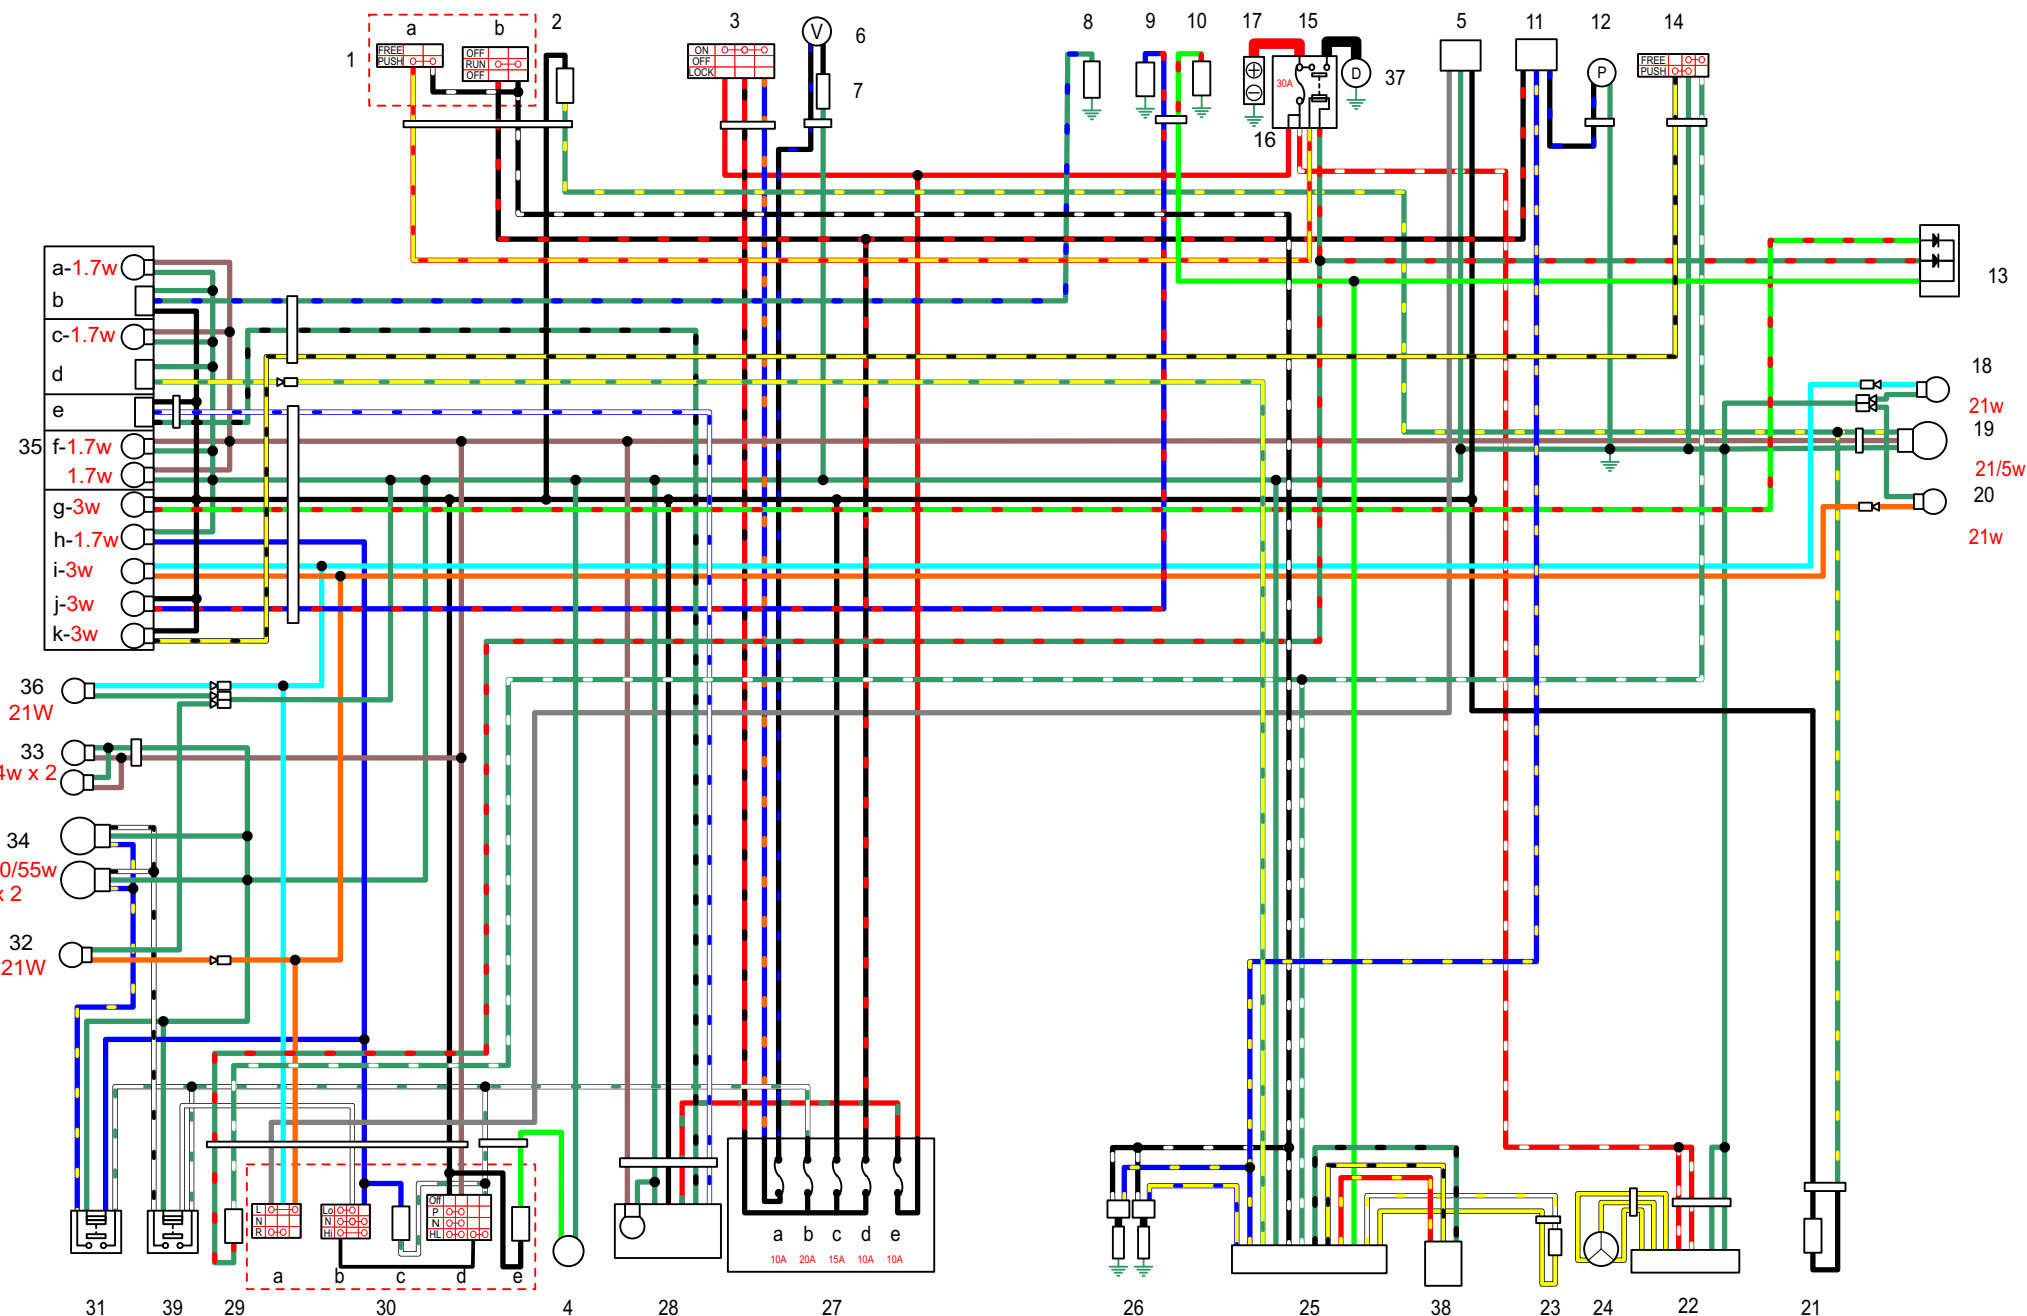 a b 2 3 8 9 10 17 15 5 11 12 14
1 FREE
PUSH
OFF
RUN
OFF
ON
OFF
LOCK
V 6
7
30A
D 37
16
P
FREE
PUSH
13
a-1.7w
b
c-1.7w
d
e
35 f-1.7w
1.7w
g-3w
h-1.7w
i-3w
j-3w
k-3w
18
21w
19
21/5w
20
21w
36
21W
33
4w x 2
34
0/55w
x 2
32
21W
L
N
R
Lo
N
Hi
Off
P
N
HL
a b c d e
a b c d e
10A 20A 15A 10A 10A
31 39 29 30 4 28 27 26 25 38 23 24 22 21